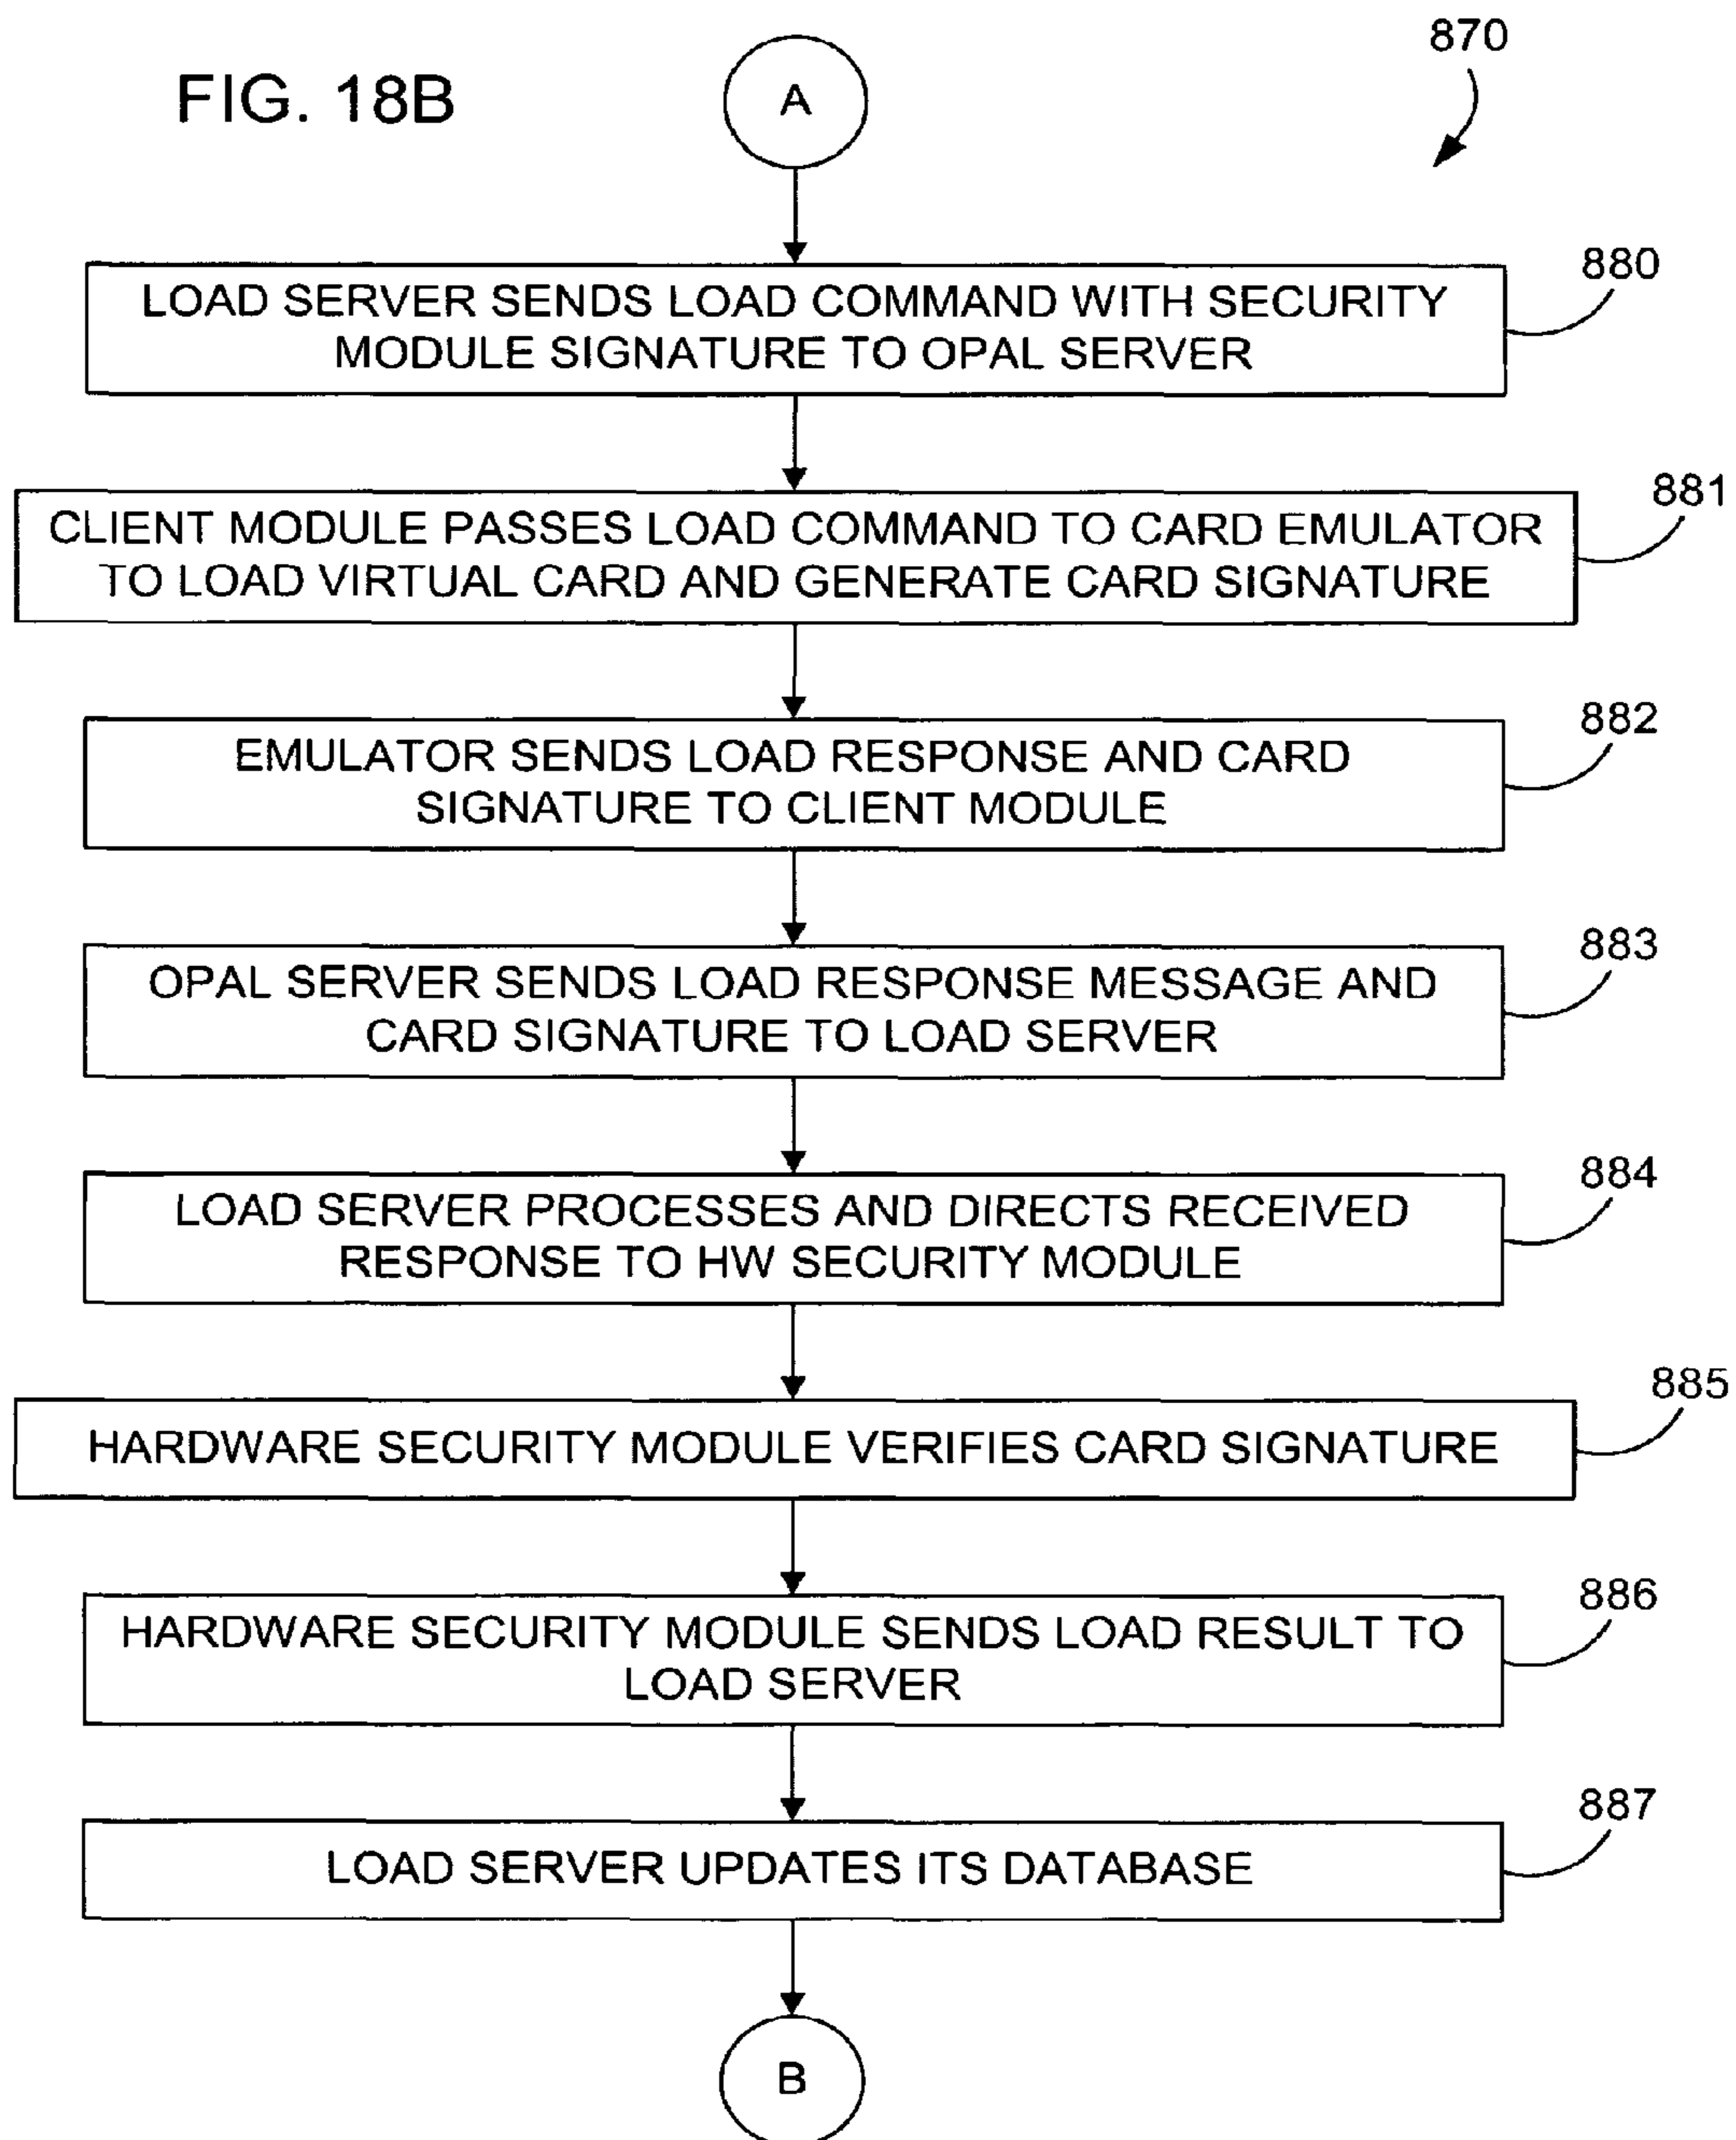 870
FIG. 18B
A
880
LOAD SERVER SENDS LOAD COMMAND WITH SECURITY
MODULE SIGNATURE TO OPAL SERVER
881
CLIENT MODULE PASSES LOAD COMMAND TO CARD EMULATOR
TO LOAD VIRTUAL CARD AND GENERATE CARD SIGNATURE
882
EMULATOR SENDS LOAD RESPONSE AND CARD
SIGNATURE TO CLIENT MODULE
883
OPAL SERVER SENDS LOAD RESPONSE MESSAGE AND
CARD SIGNATURE TO LOAD SERVER
884
LOAD SERVER PROCESSES AND DIRECTS RECEIVED
RESPONSE TO HW SECURITY MODULE
885
HARDWARE SECURITY MODULE VERIFIES CARD SIGNATURE
886
HARDWARE SECURITY MODULE SENDS LOAD RESULT TO
LOAD SERVER
887
LOAD SERVER UPDATES ITS DATABASE
B